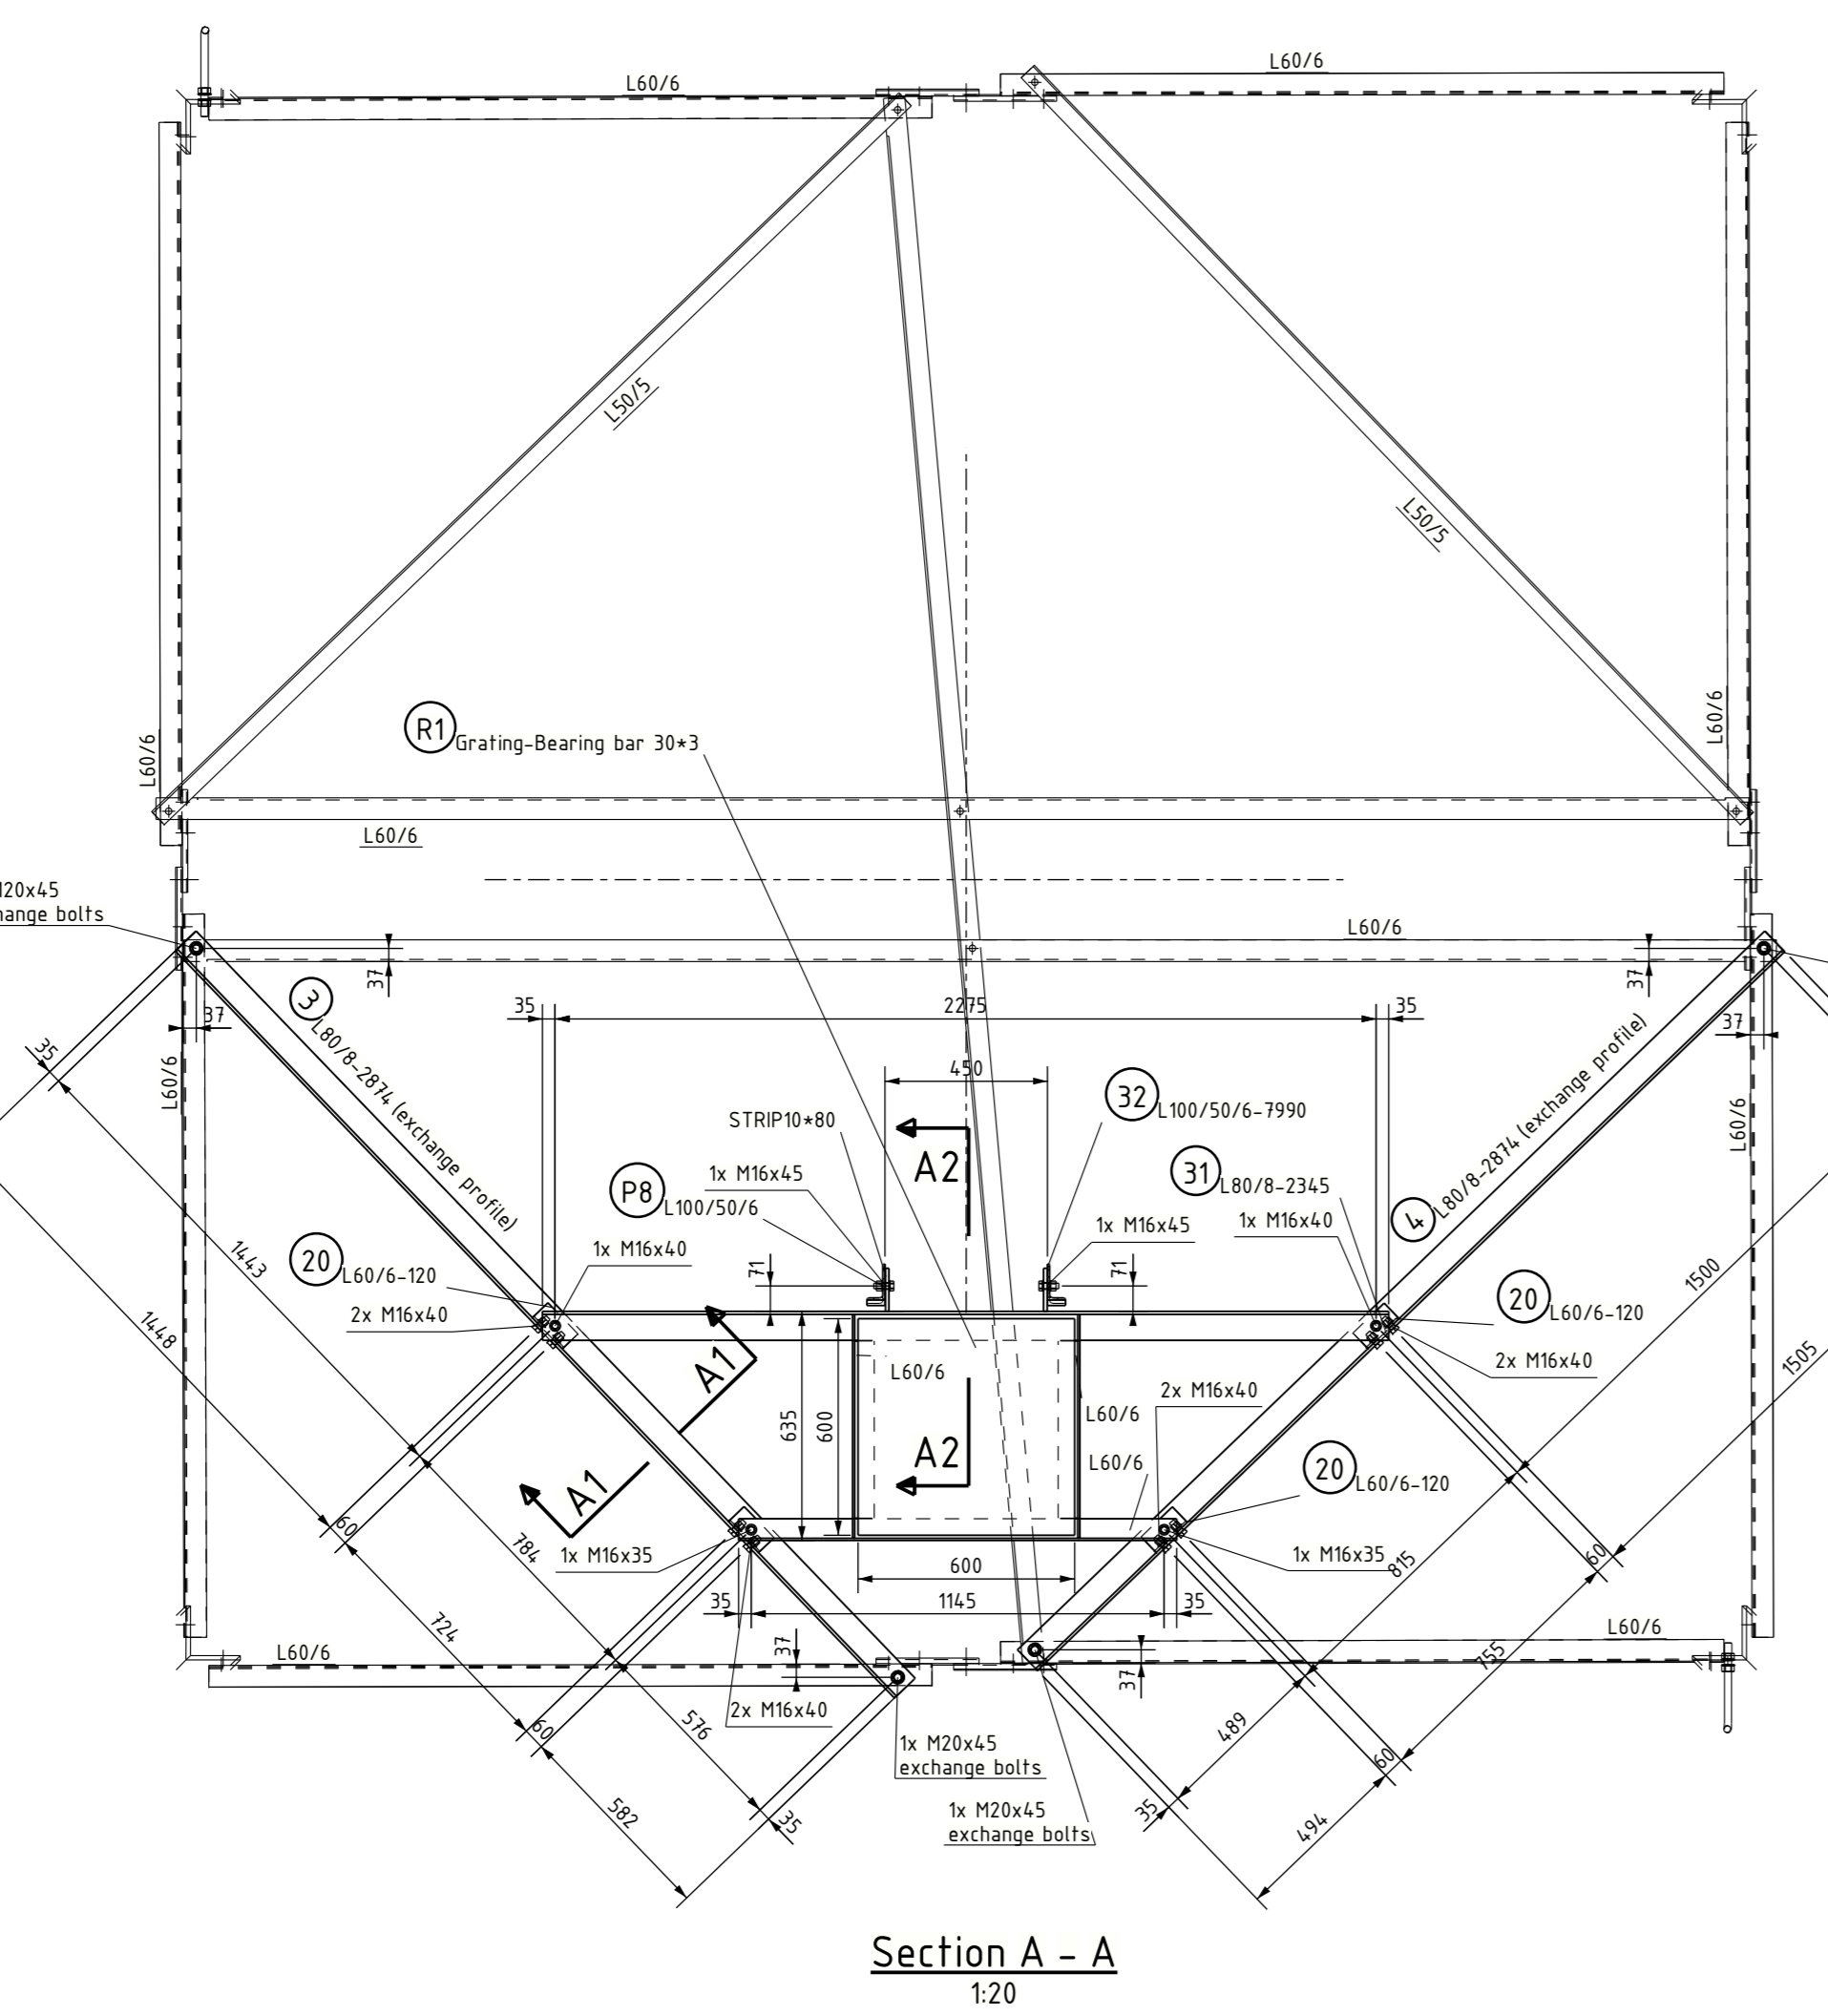 L60/6
L60/6
L50/5
L50/5
L60/6
L60/6
R1
Grating-Bearing bar 30*3
L60/6
20x45
hange bolts
L60/6
37
37
37
37
3
L80/8-2874 (exchange profile)
35
2275
35
35
L60/6
450
32
L100/50/6-7990
STRIP10*80
A2
1x M16x45
P8
L100/50/6
31
L80/8-2345
1x M16x40
4
L80/8-2874 (exchange profile)
L60/6
1x M16x45
1443
20
L60/6-120
1x M16x40
2x M16x40
71
71
1500
20
L60/6-120
2x M16x40
1448
1505
A1
L60/6
2x M16x40
L60/6
635
600
A2
L60/6
20
L60/6-120
A1
60
784
1x M16x35
1x M16x35
600
815
60
35
1145
35
724
L60/6
37
37
L60/6
755
2x M16x40
60
576
1x M20x45
exchange bolts
489
60
582
35
1x M20x45
exchange bolts
35
494
Section A - A
1:20